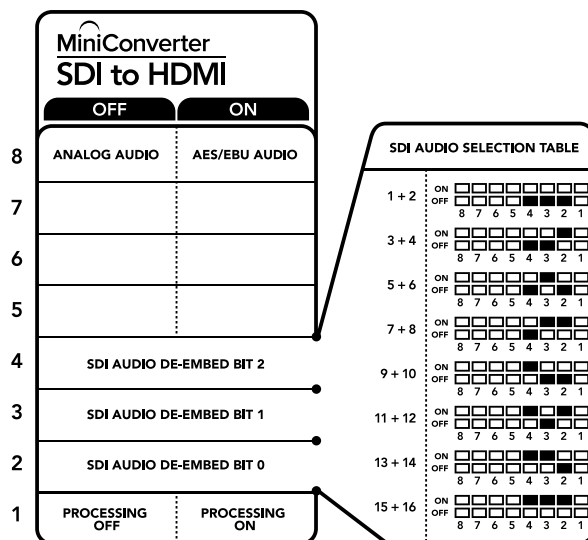 MiniConverter
SDI to HDMI
OFF ON
8 ANALOG AUDIO AES/EBU AUDIO
7
6
5
4 SDI AUDIO DE-EMBED BIT 2
3 SDI AUDIO DE-EMBED BIT 1
2 SDI AUDIO DE-EMBED BIT 0
1 PROCESSING OFF PROCESSING ON
SDI AUDIO SELECTION TABLE
1 + 2 ON
OFF
8 7 6 5 4 3 2 1
3 + 4 ON
OFF
8 7 6 5 4 3 2 1
5 + 6 ON
OFF
8 7 6 5 4 3 2 1
7 + 8 ON
OFF
8 7 6 5 4 3 2 1
9 + 10 ON
OFF
8 7 6 5 4 3 2 1
11 + 12 ON
OFF
8 7 6 5 4 3 2 1
13 + 14 ON
OFF
8 7 6 5 4 3 2 1
15 + 16 ON
OFF
8 7 6 5 4 3 2 1